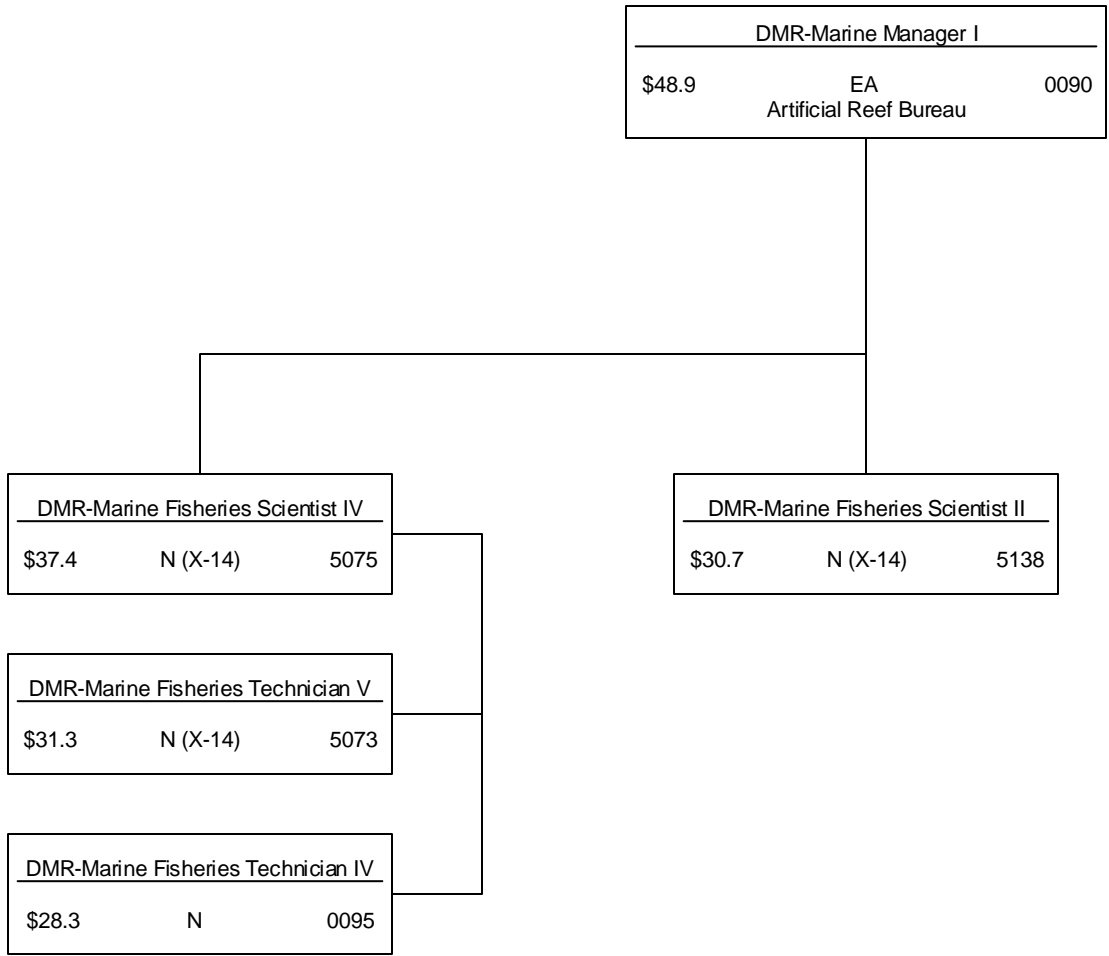 DMR-Marine Manager I
$48.9 EA 0090
Artificial Reef Bureau
DMR-Marine Fisheries Scientist IV
$37.4 N (X-14) 5075
DMR-Marine Fisheries Scientist II
$30.7 N (X-14) 5138
DMR-Marine Fisheries Technician V
$31.3 N (X-14) 5073
DMR-Marine Fisheries Technician IV
$28.3 N 0095